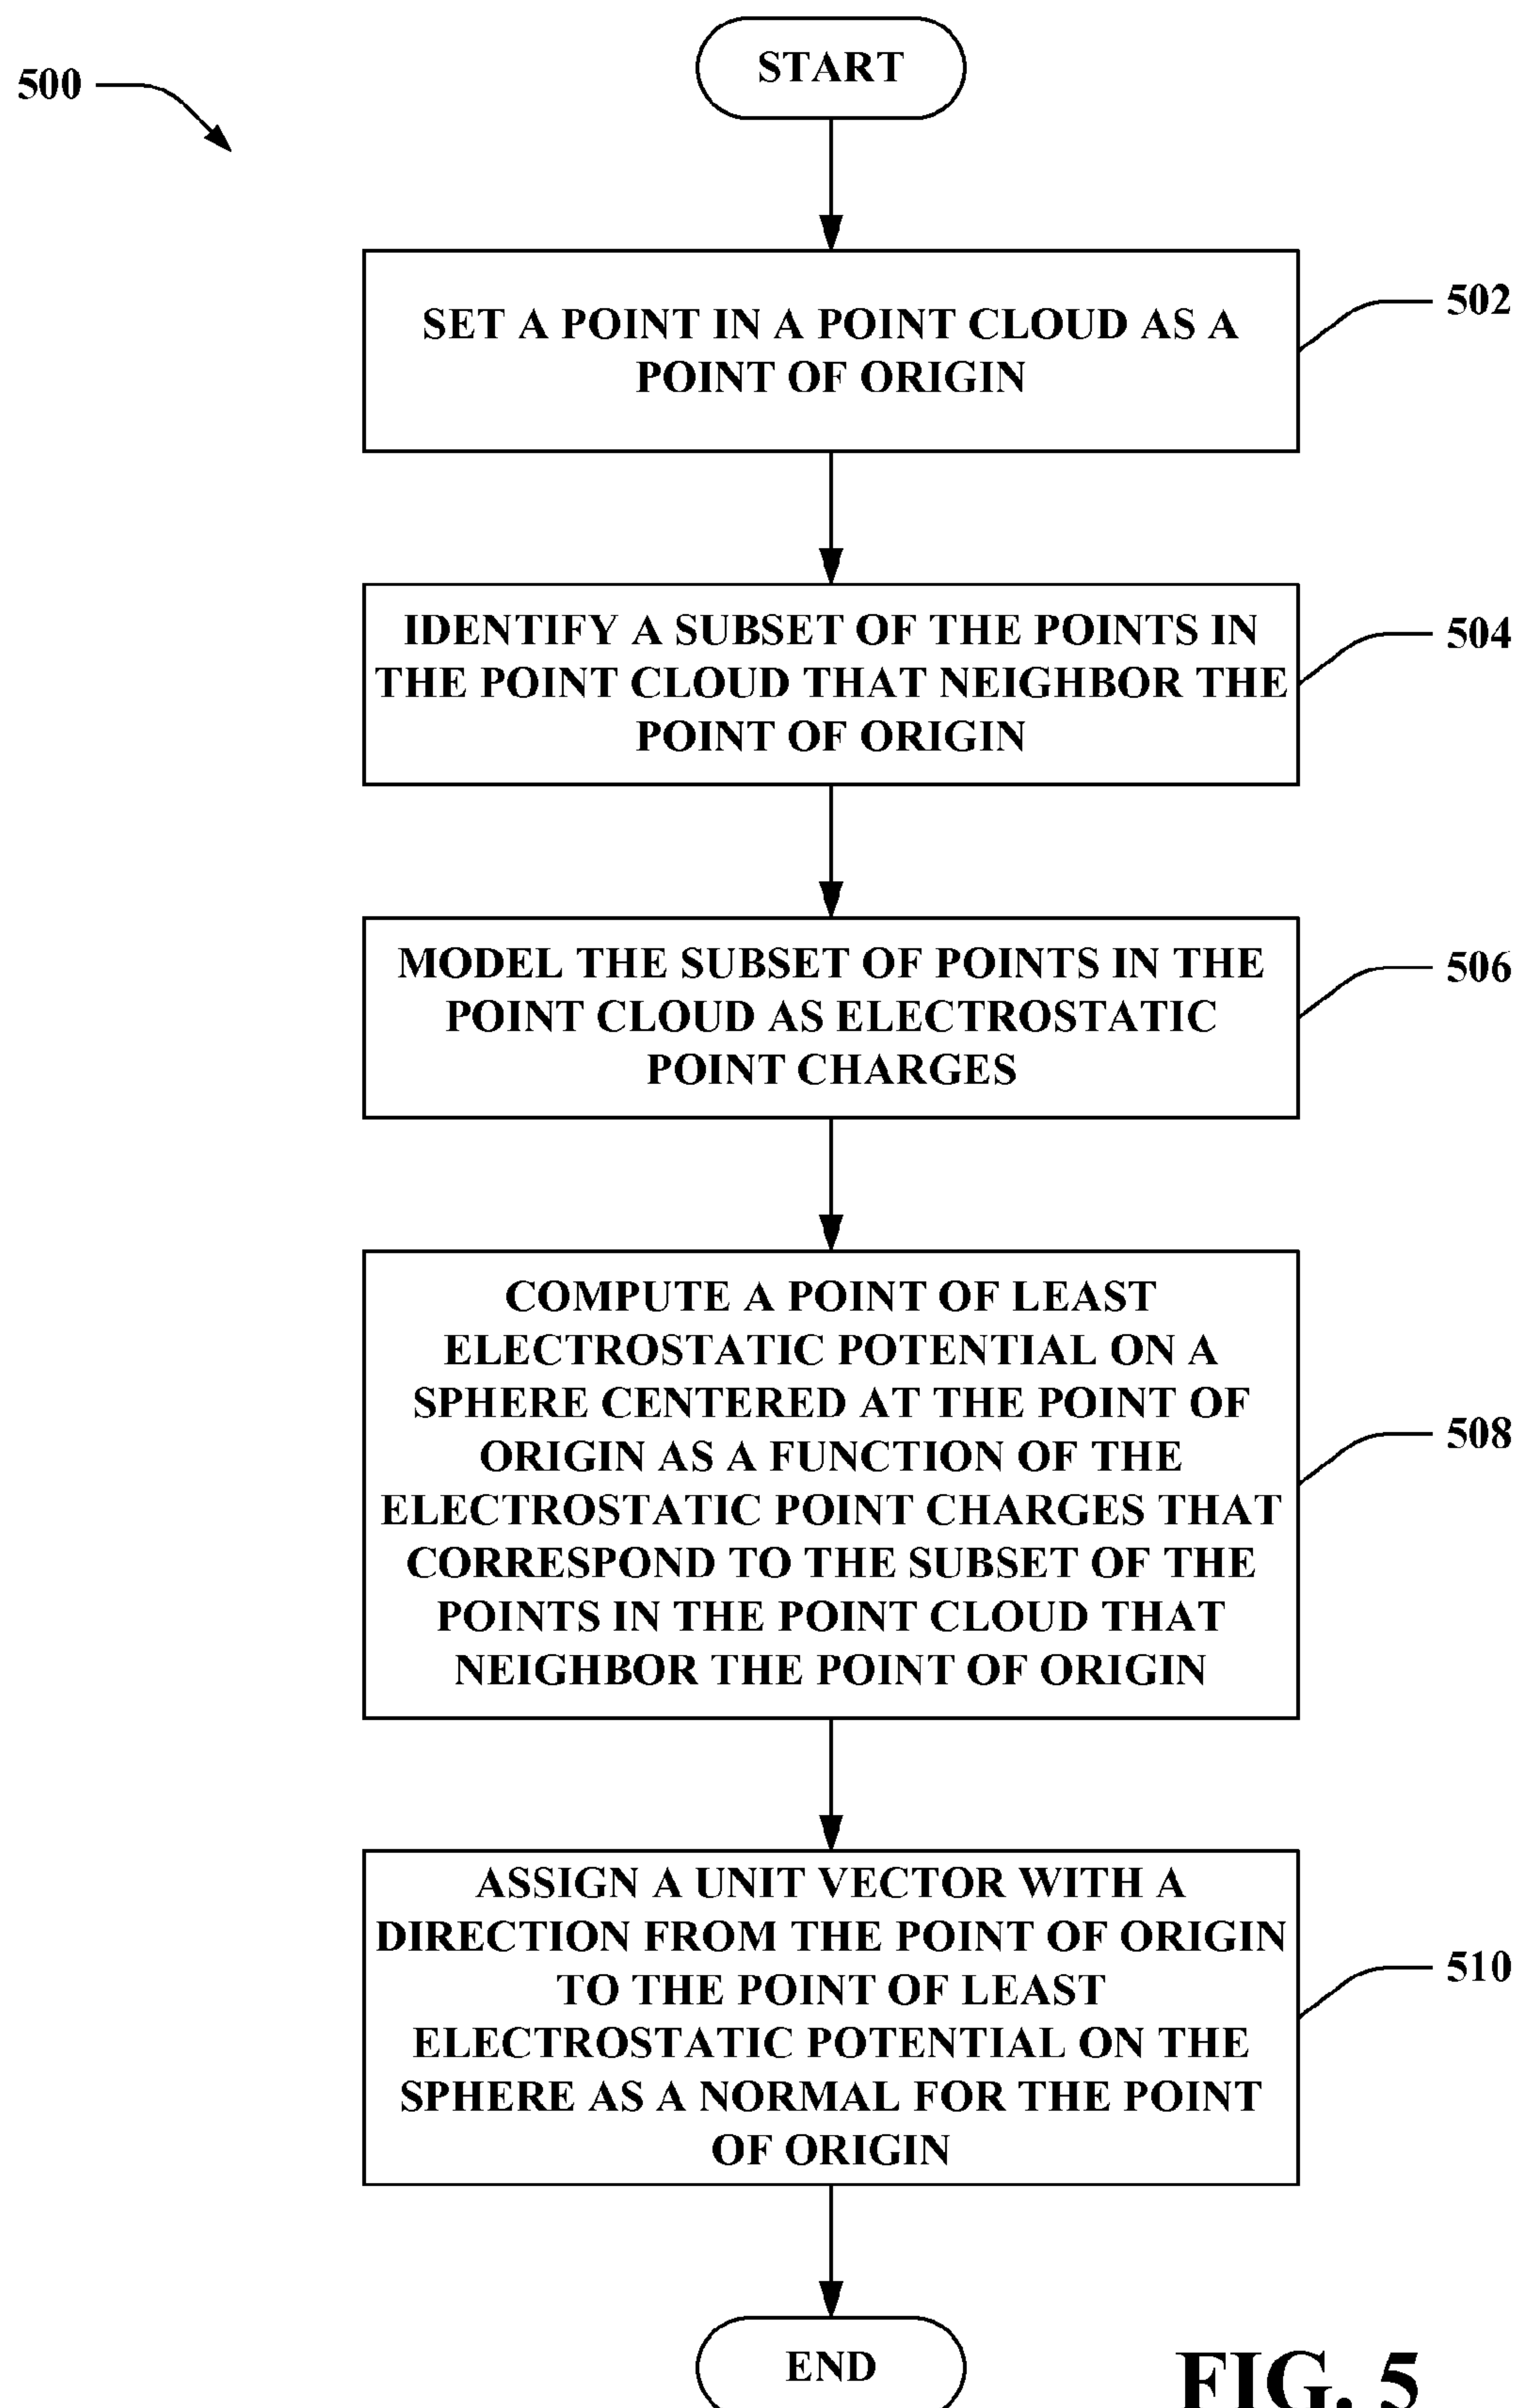 START
500
SET A POINT IN A POINT CLOUD AS A
POINT OF ORIGIN
502
IDENTIFY A SUBSET OF THE POINTS IN
THE POINT CLOUD THAT NEIGHBOR THE
POINT OF ORIGIN
504
MODEL THE SUBSET OF POINTS IN THE
POINT CLOUD AS ELECTROSTATIC
POINT CHARGES
506
COMPUTE A POINT OF LEAST
ELECTROSTATIC POTENTIAL ON A
SPHERE CENTERED AT THE POINT OF
ORIGIN AS A FUNCTION OF THE
ELECTROSTATIC POINT CHARGES THAT
CORRESPOND TO THE SUBSET OF THE
POINTS IN THE POINT CLOUD THAT
NEIGHBOR THE POINT OF ORIGIN
508
ASSIGN A UNIT VECTOR WITH A
DIRECTION FROM THE POINT OF ORIGIN
TO THE POINT OF LEAST
ELECTROSTATIC POTENTIAL ON THE
SPHERE AS A NORMAL FOR THE POINT
OF ORIGIN
510
END
FIG. 5